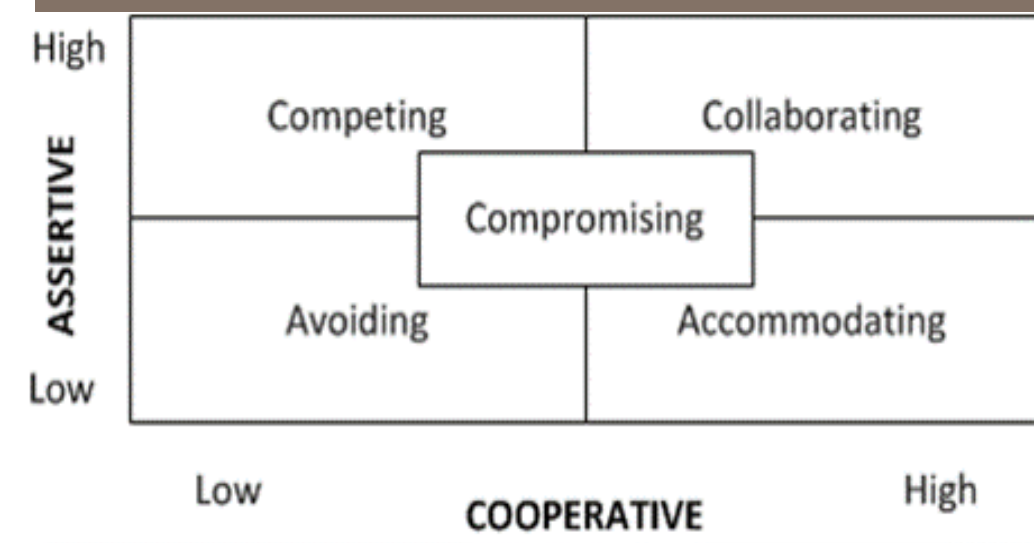 High
Competing
Collaborating
ASSERTIVE
Compromising
Avoiding
Accommodating
Low
Low
High
COOPERATIVE